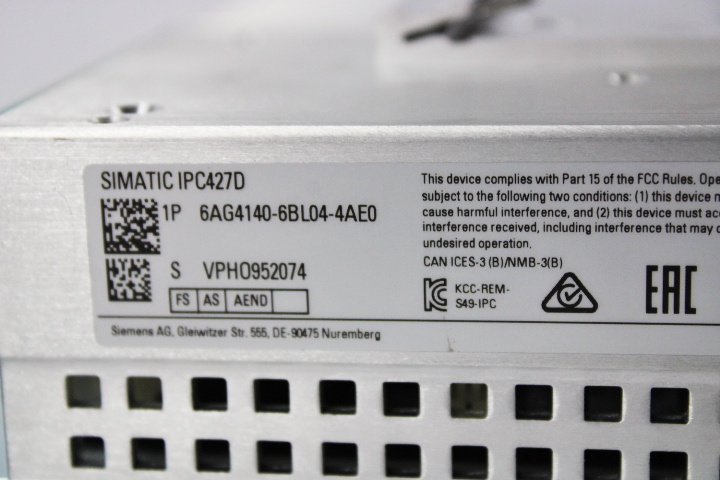 SIMATIC IPC427D
1P 6AG4140-6BL04-4AE0
S VPHO952074
FS AS AEND
Siemens AG, Gleiwitzer Str. 555, DE-90475 Nuremberg
This device complies with Part 15 of the FCC Rules.
subject to the following two conditions: (1) this device
cause harmful interference, and (2) this device must
interference received, including interference that may
undesired operation.
CAN ICES-3 (B)/NMB-3(B)
KCC-REM-
S49-IPC
EAC